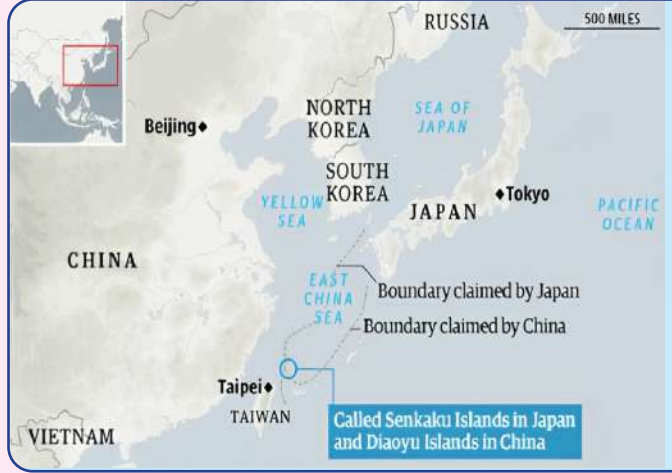 500 MILES
RUSSIA
NORTH
KOREA
SEA OF
JAPAN
Beijing
SOUTH
KOREA
YELLOW
SEA
JAPAN
Tokyo
PACIFIC
OCEAN
CHINA
EAST
CHINA
SEA
Boundary claimed by Japan
Boundary claimed by China
Taipei
TAIWAN
Called Senkaku Islands in Japan
and Diaoyu Islands in China
VIETNAM